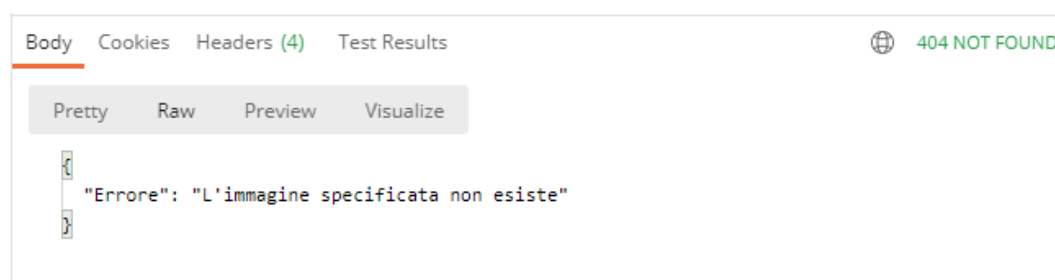 Body Cookies Headers (4) Test Results 404 NOT FOUND
Pretty Raw Preview Visualize
{
"Errore": "L'immagine specificata non esiste"
}